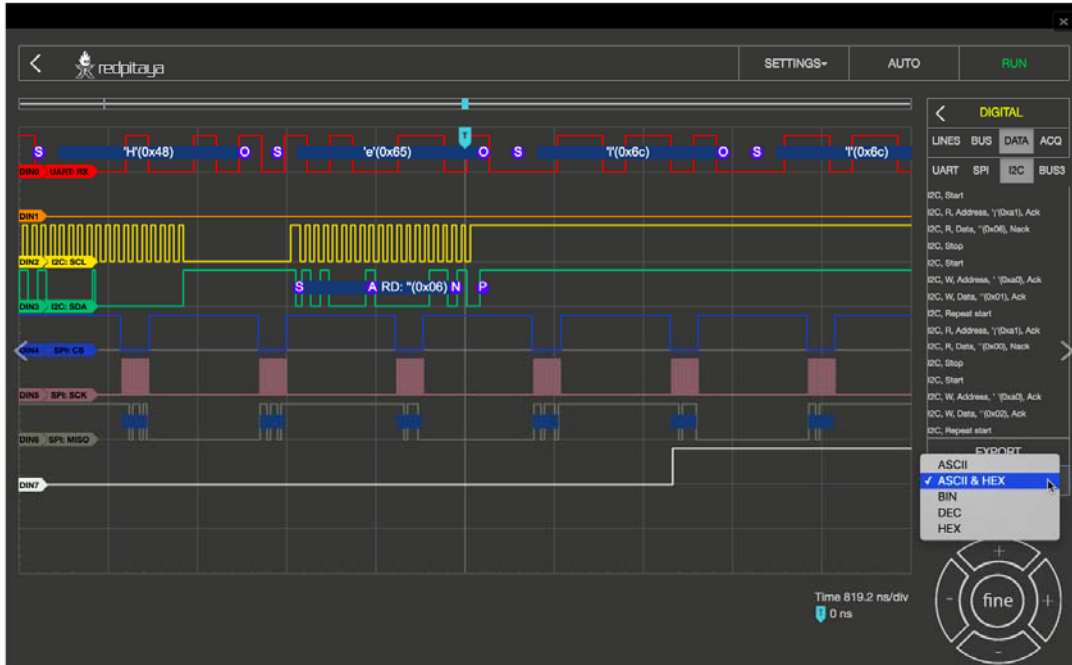 ×
redpitaya SETTINGS AUTO RUN
DIGITAL
LINES BUS DATA ACQ
UART SPI I2C BUS3
T
S 'H'(0x48) O S 'e'(0x65) O S 'l'(0x6c) O S 'l'(0x6c)
DIN0 UART: RX
DIN1
DIN2 I2C: SCL
S A RD: ''(0x06) N P
DIN3 I2C: SDA
DIN4 SPI: CS
DIN5 SPI: SCK
DIN6 SPI: MISO
DIN7
I2C, Start
I2C, R, Address, '¡'(0xa1), Ack
I2C, R, Data, ''(0x06), Nack
I2C, Stop
I2C, Start
I2C, W, Address, ' '(0xa0), Ack
I2C, W, Data, ''(0x01), Ack
I2C, Repeat start
I2C, R, Address, '¡'(0xa1), Ack
I2C, R, Data, ''(0x00), Nack
I2C, Stop
I2C, Start
I2C, W, Address, ' '(0xa0), Ack
I2C, W, Data, ''(0x02), Ack
I2C, Repeat start
EXPORT
ASCII
✓ ASCII & HEX
BIN
DEC
HEX
Time 819.2 ns/div
T 0 ns
+
- fine +
-